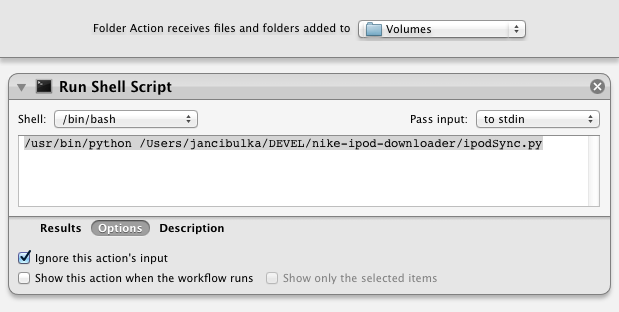 Folder Action receives files and folders added to Volumes
Run Shell Script
Shell: /bin/bash Pass input: to stdin
/usr/bin/python /Users/jancibulka/DEVEL/nike-ipod-downloader/ipodSync.py
Results Options Description
Ignore this action's input
Show this action when the workflow runs Show only the selected items